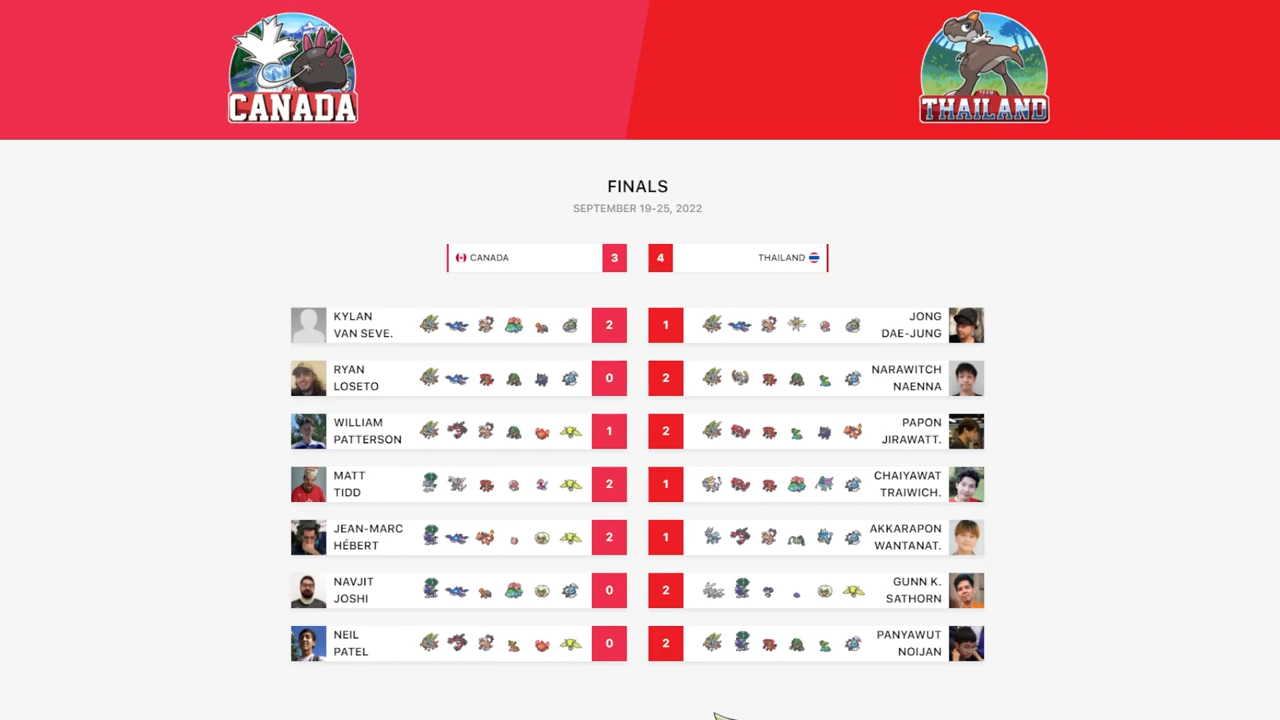 TEAM
CANADA
TEAM
THAILAND
FINALS
SEPTEMBER 19-25, 2022
CANADA 3
4 THAILAND
KYLAN
VAN SEVE.
2
1
JONG
DAE-JUNG
RYAN
LOSETO
0
2
NARAWITCH
NAENNA
WILLIAM
PATTERSON
1
2
PAPON
JIRAWATT.
MATT
TIDD
2
1
CHAIYAWAT
TRAIWICH.
JEAN-MARC
HÉBERT
2
1
AKKARAPON
WANTANAT.
NAVJIT
JOSHI
0
2
GUNN K.
SATHORN
NEIL
PATEL
0
2
PANYAWUT
NOIJAN